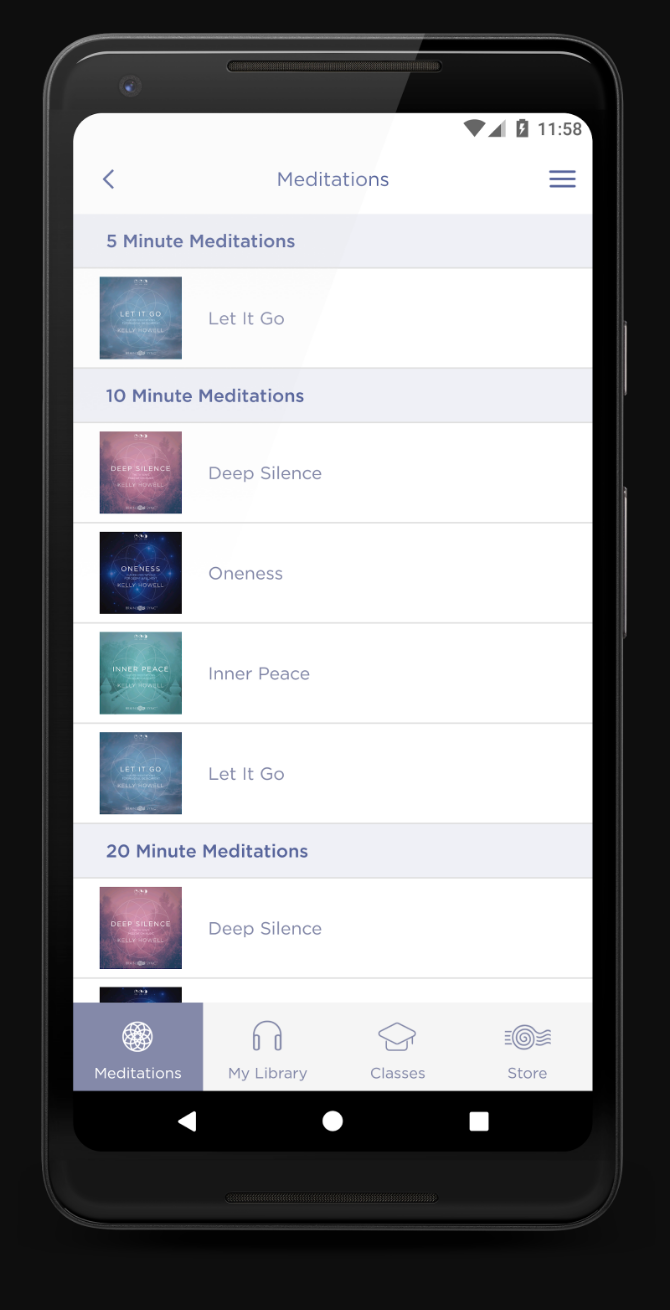 11:58
Meditations
5 Minute Meditations
LET IT GO
KELLY HOWELL
Let It Go
10 Minute Meditations
DEEP SILENCE
KELLY HOWELL
Deep Silence
ONENESS
KELLY HOWELL
Oneness
INNER PEACE
KELLY HOWELL
Inner Peace
LET IT GO
KELLY HOWELL
Let It Go
20 Minute Meditations
DEEP SILENCE
KELLY HOWELL
Deep Silence
Meditations
My Library
Classes
Store